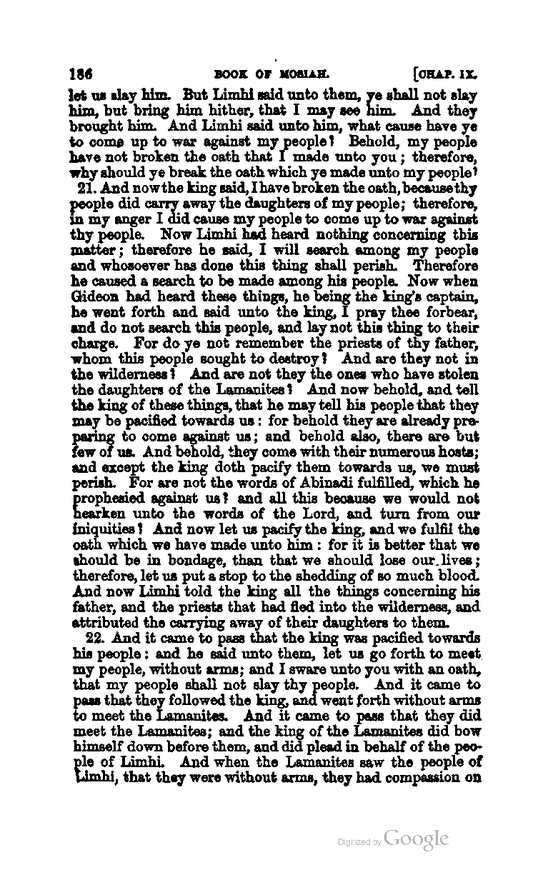 186 BOOK OF MOSIAH. [CHAP. IX.
let us slay him. But Limhi said unto them, ye shall not slay
him, but bring him hither, that I may see him. And they
brought him. And Limhi said unto him, what cause have ye
to come up to war against my people? Behold, my people
have not broken the oath that I made unto you; therefore,
why should ye break the oath which ye made unto my people?
21. And now the king said, I have broken the oath, because thy
people did carry away the daughters of my people; therefore,
in my anger I did cause my people to come up to war against
thy people. Now Limhi had heard nothing concerning this
matter; therefore he said, I will search among my people
and whosoever has done this thing shall perish. Therefore
he caused a search to be made among his people. Now when
Gideon had heard these things, he being the king's captain,
he went forth and said unto the king, I pray thee forbear,
and do not search this people, and lay not this thing to their
charge. For do ye not remember the priests of thy father,
whom this people sought to destroy? And are they not in
the wilderness? And are not they the ones who have stolen
the daughters of the Lamanites? And now behold, and tell
the king of these things, that he may tell his people that they
may be pacified towards us: for behold they are already pre-
paring to come against us; and behold also, there are but
few of us. And behold, they come with their numerous hosts;
and except the king doth pacify them towards us, we must
perish. For are not the words of Abinadi fulfilled, which he
prophesied against us? and all this because we would not
hearken unto the words of the Lord, and turn from our
iniquities? And now let us pacify the king, and we fulfil the
oath which we have made unto him: for it is better that we
should be in bondage, than that we should lose our lives;
therefore, let us put a stop to the shedding of so much blood.
And now Limhi told the king all the things concerning his
father, and the priests that had fled into the wilderness, and
attributed the carrying away of their daughters to them.
22. And it came to pass that the king was pacified towards
his people: and he said unto them, let us go forth to meet
my people, without arms; and I sware unto you with an oath,
that my people shall not slay thy people. And it came to
pass that they followed the king, and went forth without arms
to meet the Lamanites. And it came to pass that they did
meet the Lamanites; and the king of the Lamanites did bow
himself down before them, and did plead in behalf of the peo-
ple of Limhi. And when the Lamanites saw the people of
Limhi, that they were without arms, they had compassion on
Digitized by Google